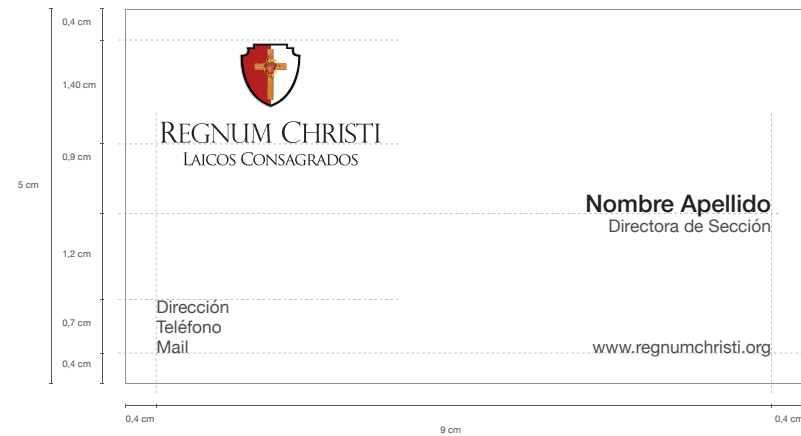 0,4 cm
1,40 cm
REGNUM CHRISTI
LAICOS CONSAGRADOS
0,9 cm
5 cm
Nombre Apellido
Directora de Sección
1,2 cm
Dirección
0,7 cm
Teléfono
Mail
www.regnumchristi.org
0,4 cm
0,4 cm
9 cm
0,4 cm